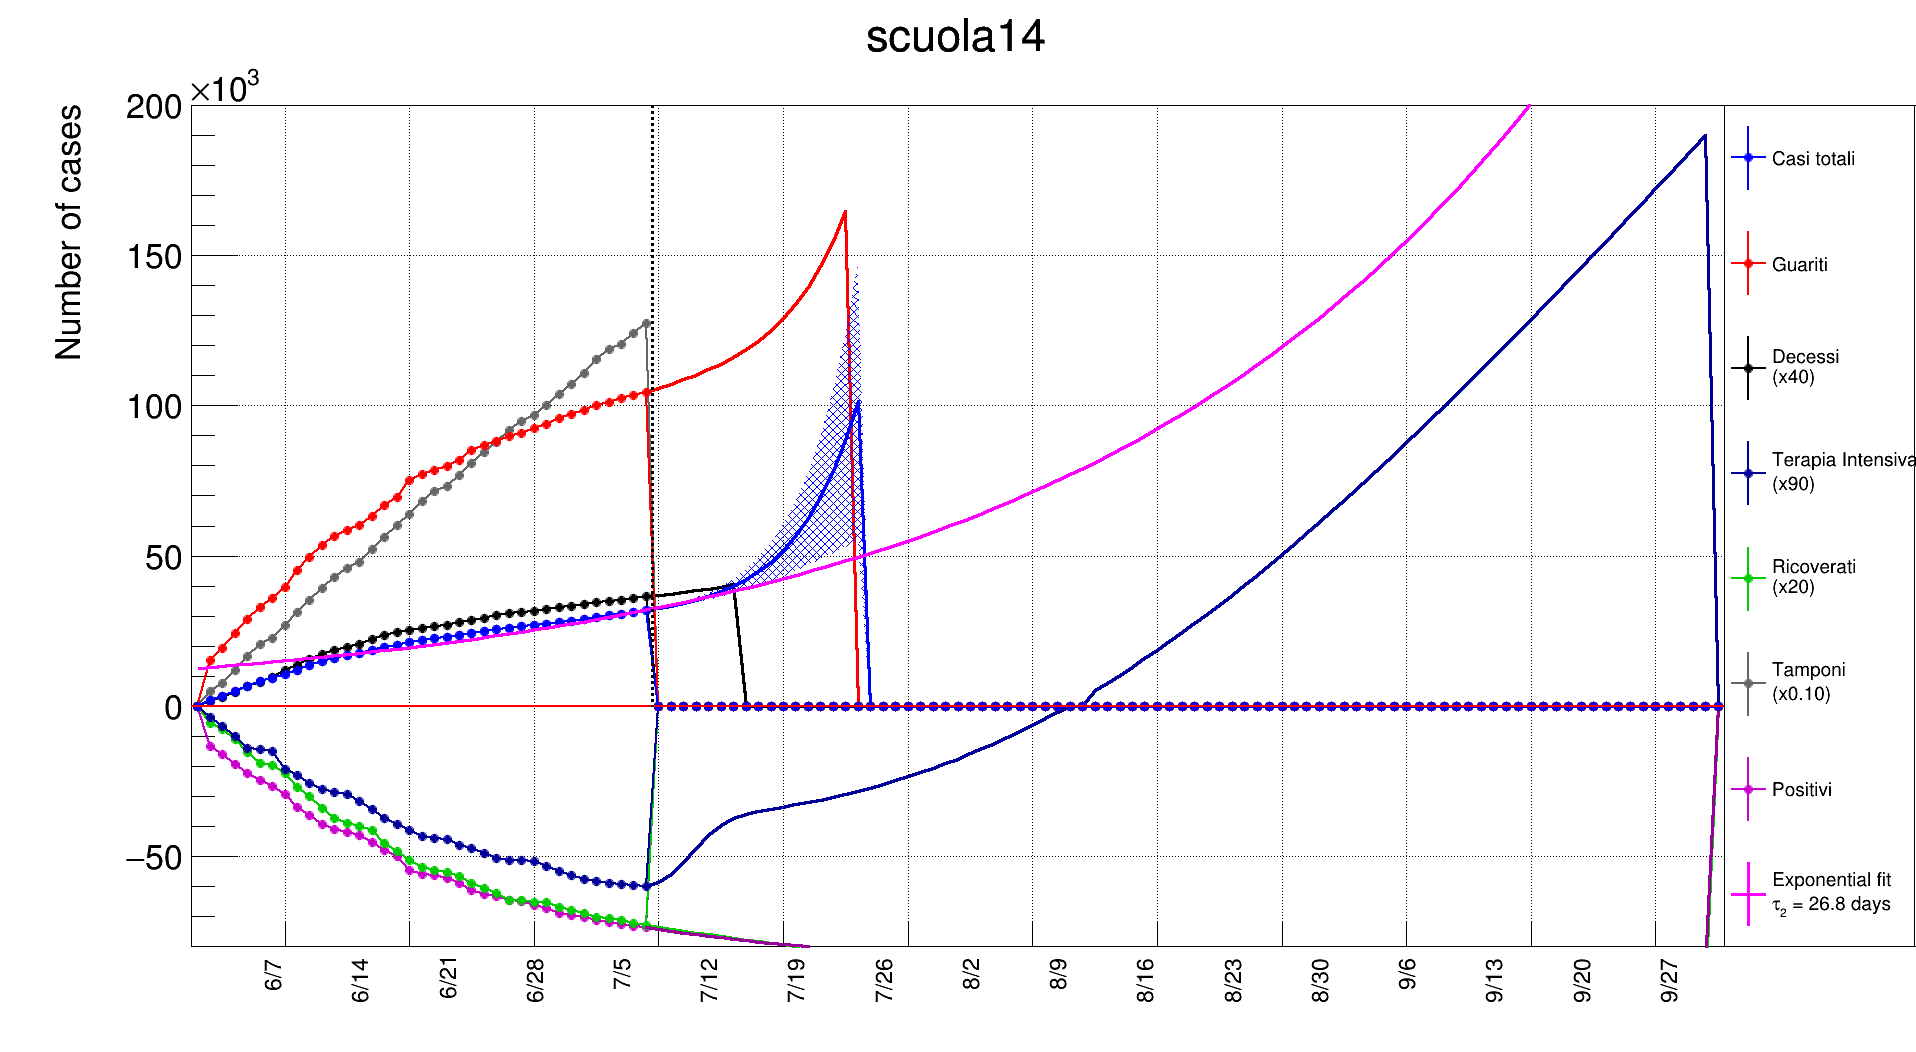 scuola14
×10³
Number of cases
200
150
100
50
0
−50
6/7
6/14
6/21
6/28
7/5
7/12
7/19
7/26
8/2
8/9
8/16
8/23
8/30
9/6
9/13
9/20
9/27
Casi totali
Guariti
Decessi
(x40)
Terapia Intensiva
(x90)
Ricoverati
(x20)
Tamponi
(x0.10)
Positivi
Exponential fit
τ₂ = 26.8 days